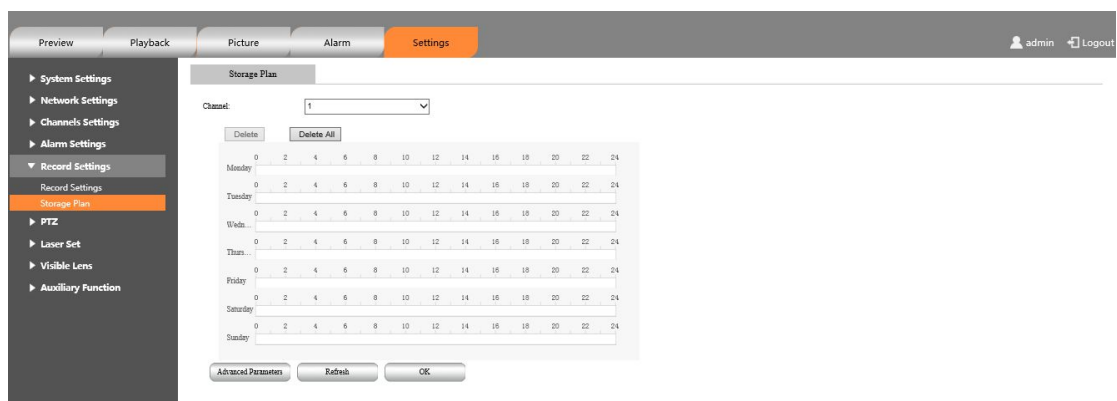 Preview Playback Picture Alarm Settings admin Logout
System Settings
Network Settings
Channels Settings
Alarm Settings
Record Settings
Record Settings
Storage Plan
PTZ
Laser Set
Visible Lens
Auxiliary Function
Storage Plan
Channel: 1
Delete Delete All
0 2 4 6 8 10 12 14 16 18 20 22 24
Monday
0 2 4 6 8 10 12 14 16 18 20 22 24
Tuesday
0 2 4 6 8 10 12 14 16 18 20 22 24
Wedn...
0 2 4 6 8 10 12 14 16 18 20 22 24
Thurs...
0 2 4 6 8 10 12 14 16 18 20 22 24
Friday
0 2 4 6 8 10 12 14 16 18 20 22 24
Saturday
0 2 4 6 8 10 12 14 16 18 20 22 24
Sunday
Advanced Parameters Refresh OK